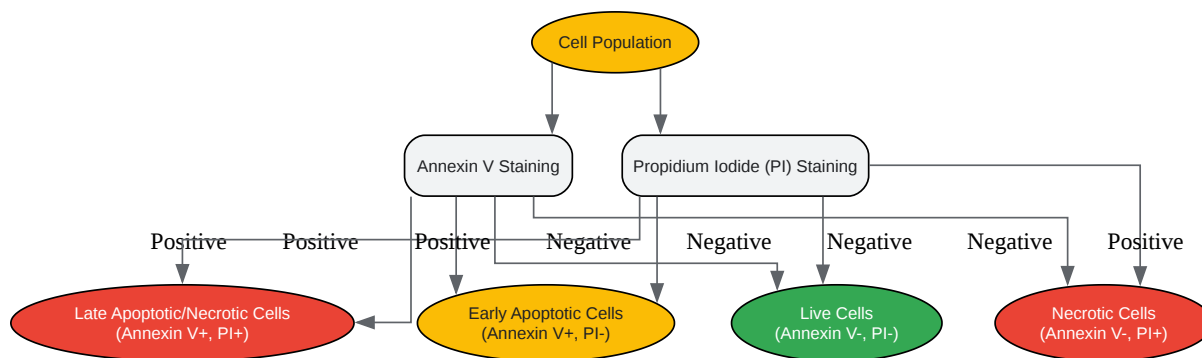 Cell Population
Annexin V Staining
Propidium Iodide (PI) Staining
Positive
Positive
Positive
Negative
Negative
Negative
Negative
Positive
Late Apoptotic/Necrotic Cells
(Annexin V+, PI+)
Early Apoptotic Cells
(Annexin V+, PI-)
Live Cells
(Annexin V-, PI-)
Necrotic Cells
(Annexin V-, PI+)